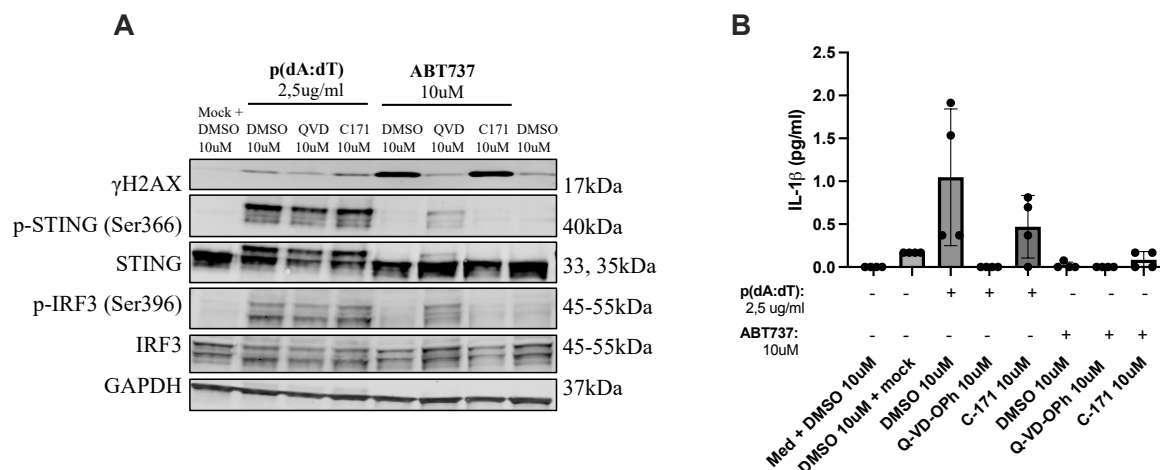 A
p(dA:dT)
2,5ug/ml
ABT737
10uM
Mock +
DMSO DMSO QVD C171 DMSO QVD C171 DMSO
10uM 10uM 10uM 10uM 10uM 10uM 10uM 10uM
γH2AX 17kDa
p-STING (Ser366) 40kDa
STING 33, 35kDa
p-IRF3 (Ser396) 45-55kDa
IRF3 45-55kDa
GAPDH 37kDa
B
IL-1β (pg/ml)
2.5
2.0
1.5
1.0
0.5
0.0
p(dA:dT): - - + + + - - -
2,5 ug/ml
ABT737: - - - - - + + +
10uM
Med + DMSO 10uM
DMSO 10uM + mock
DMSO 10uM
Q-VD-OPh 10uM
C-171 10uM
DMSO 10uM
Q-VD-OPh 10uM
C-171 10uM